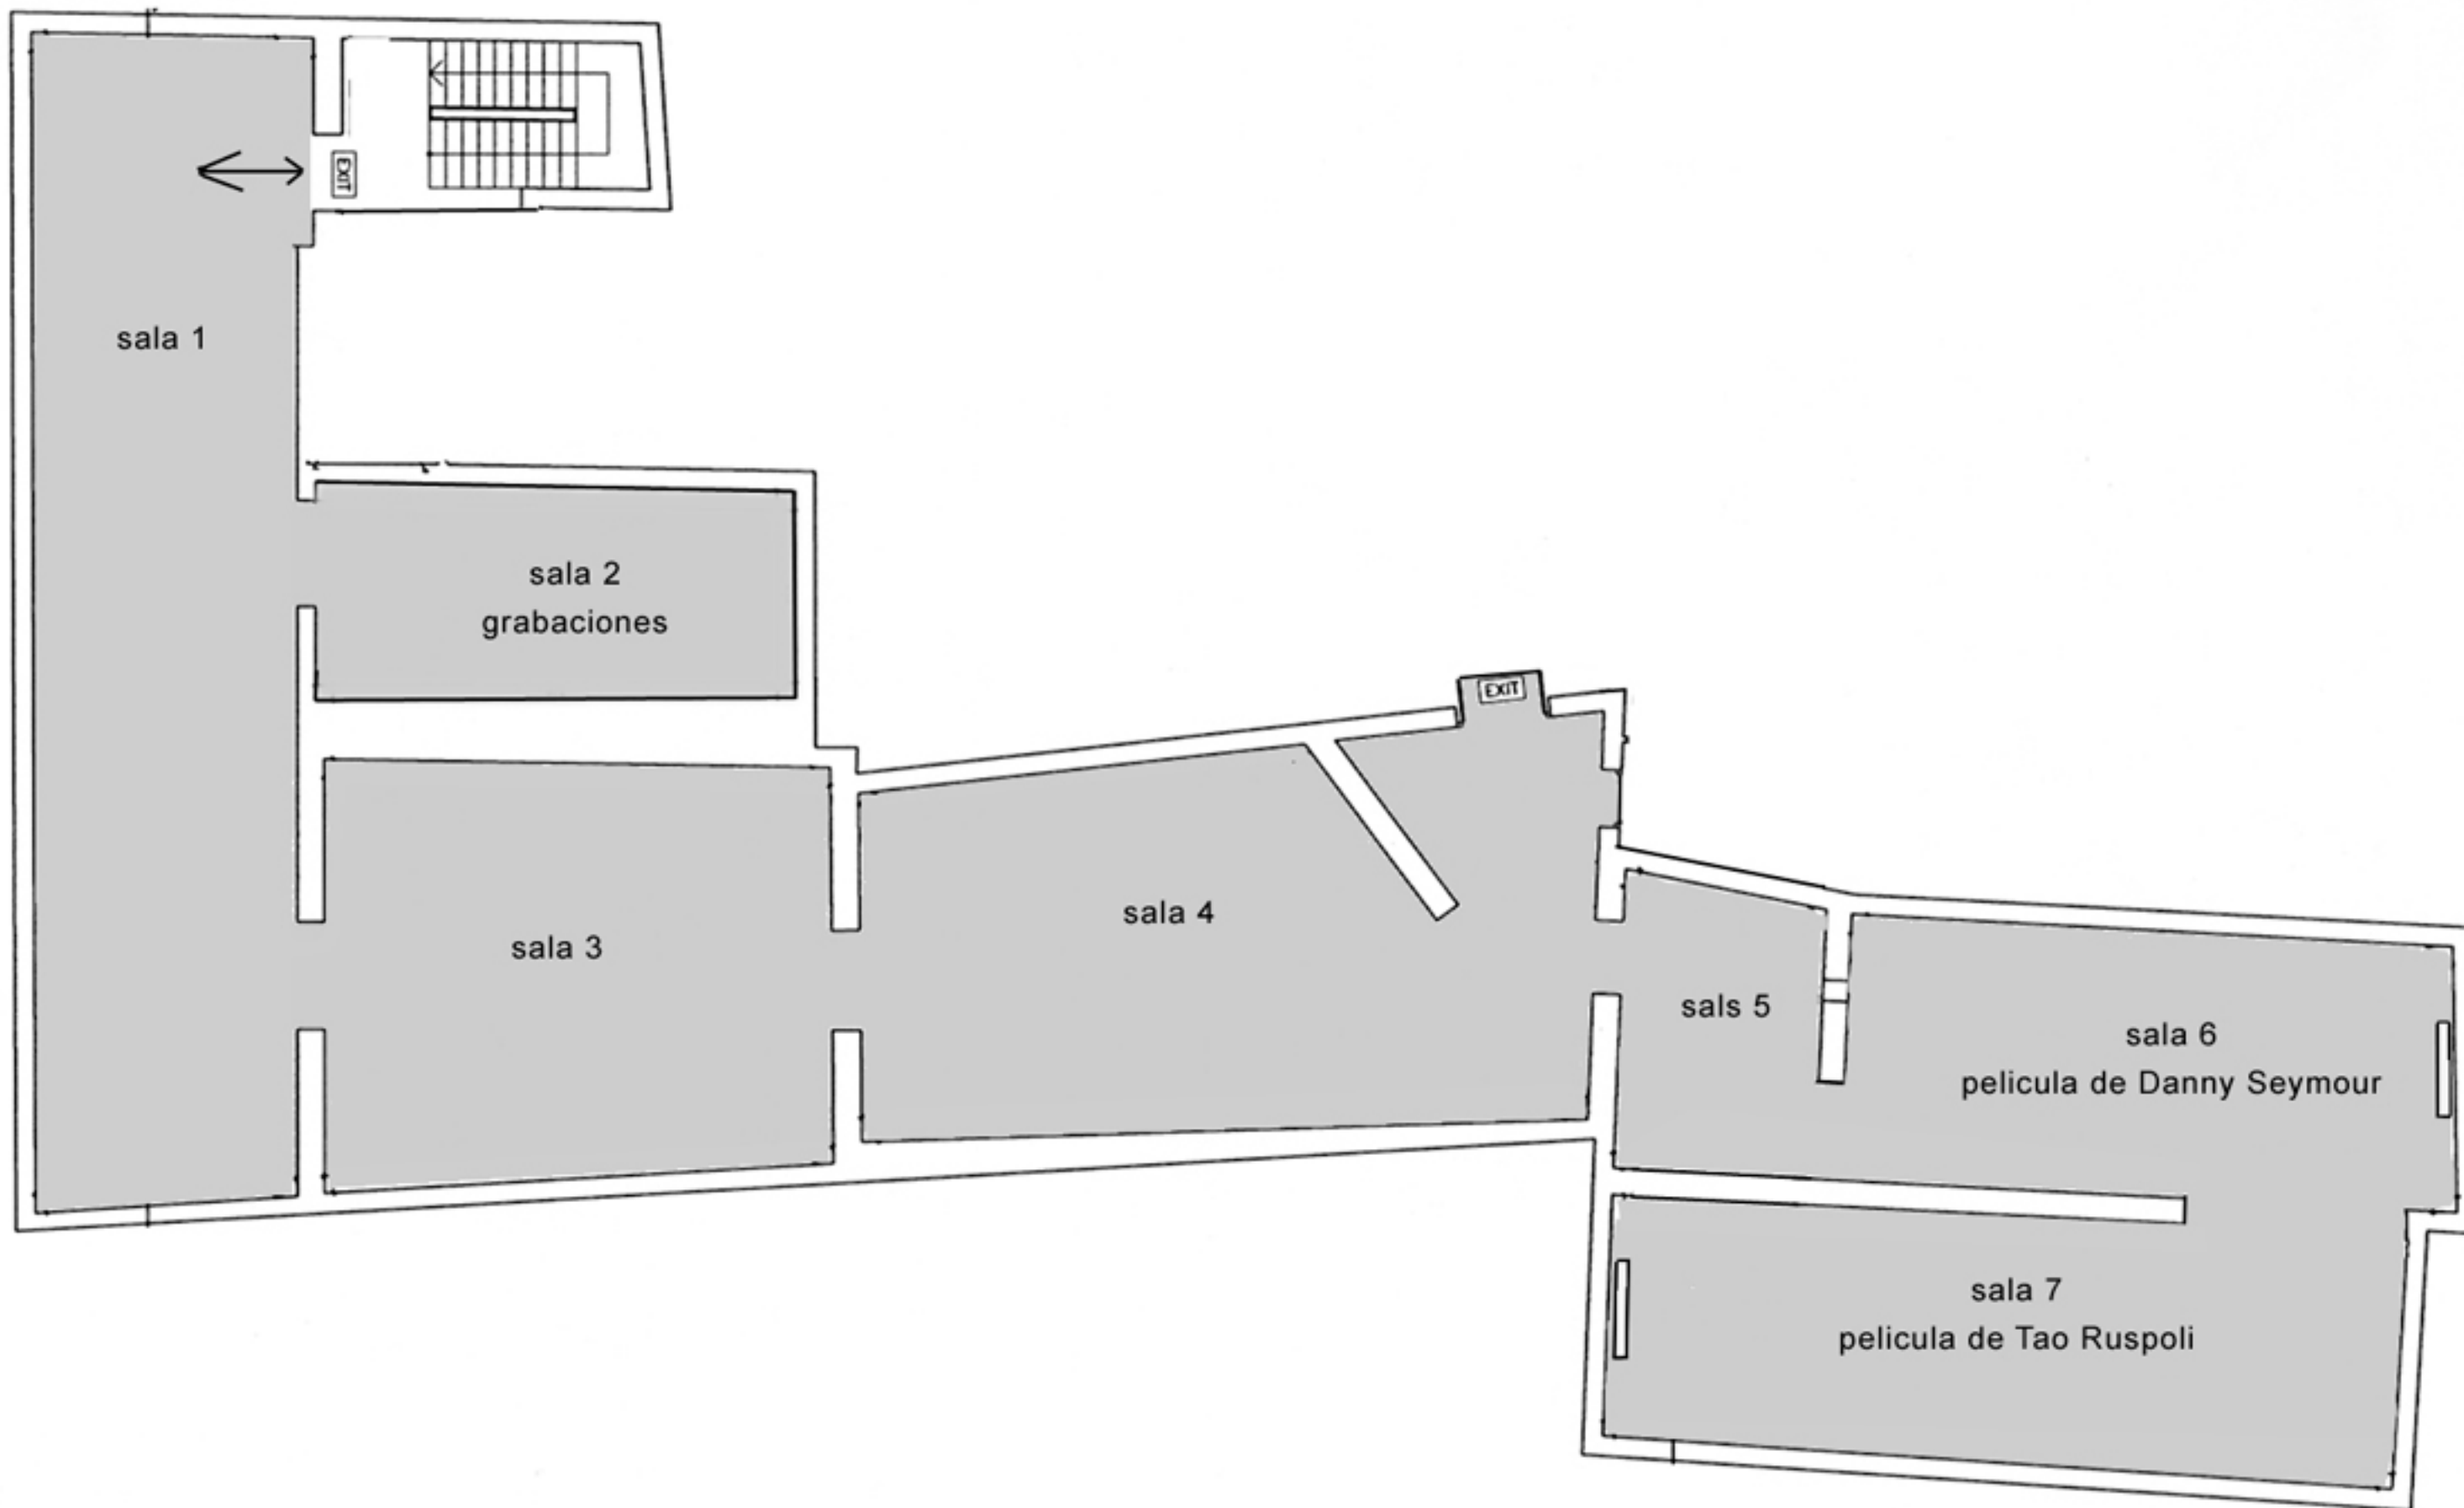 EXIT
sala 1
sala 2
grabaciones
EXIT
sala 3
sala 4
sals 5
sala 6
pelicula de Danny Seymour
sala 7
pelicula de Tao Ruspoli